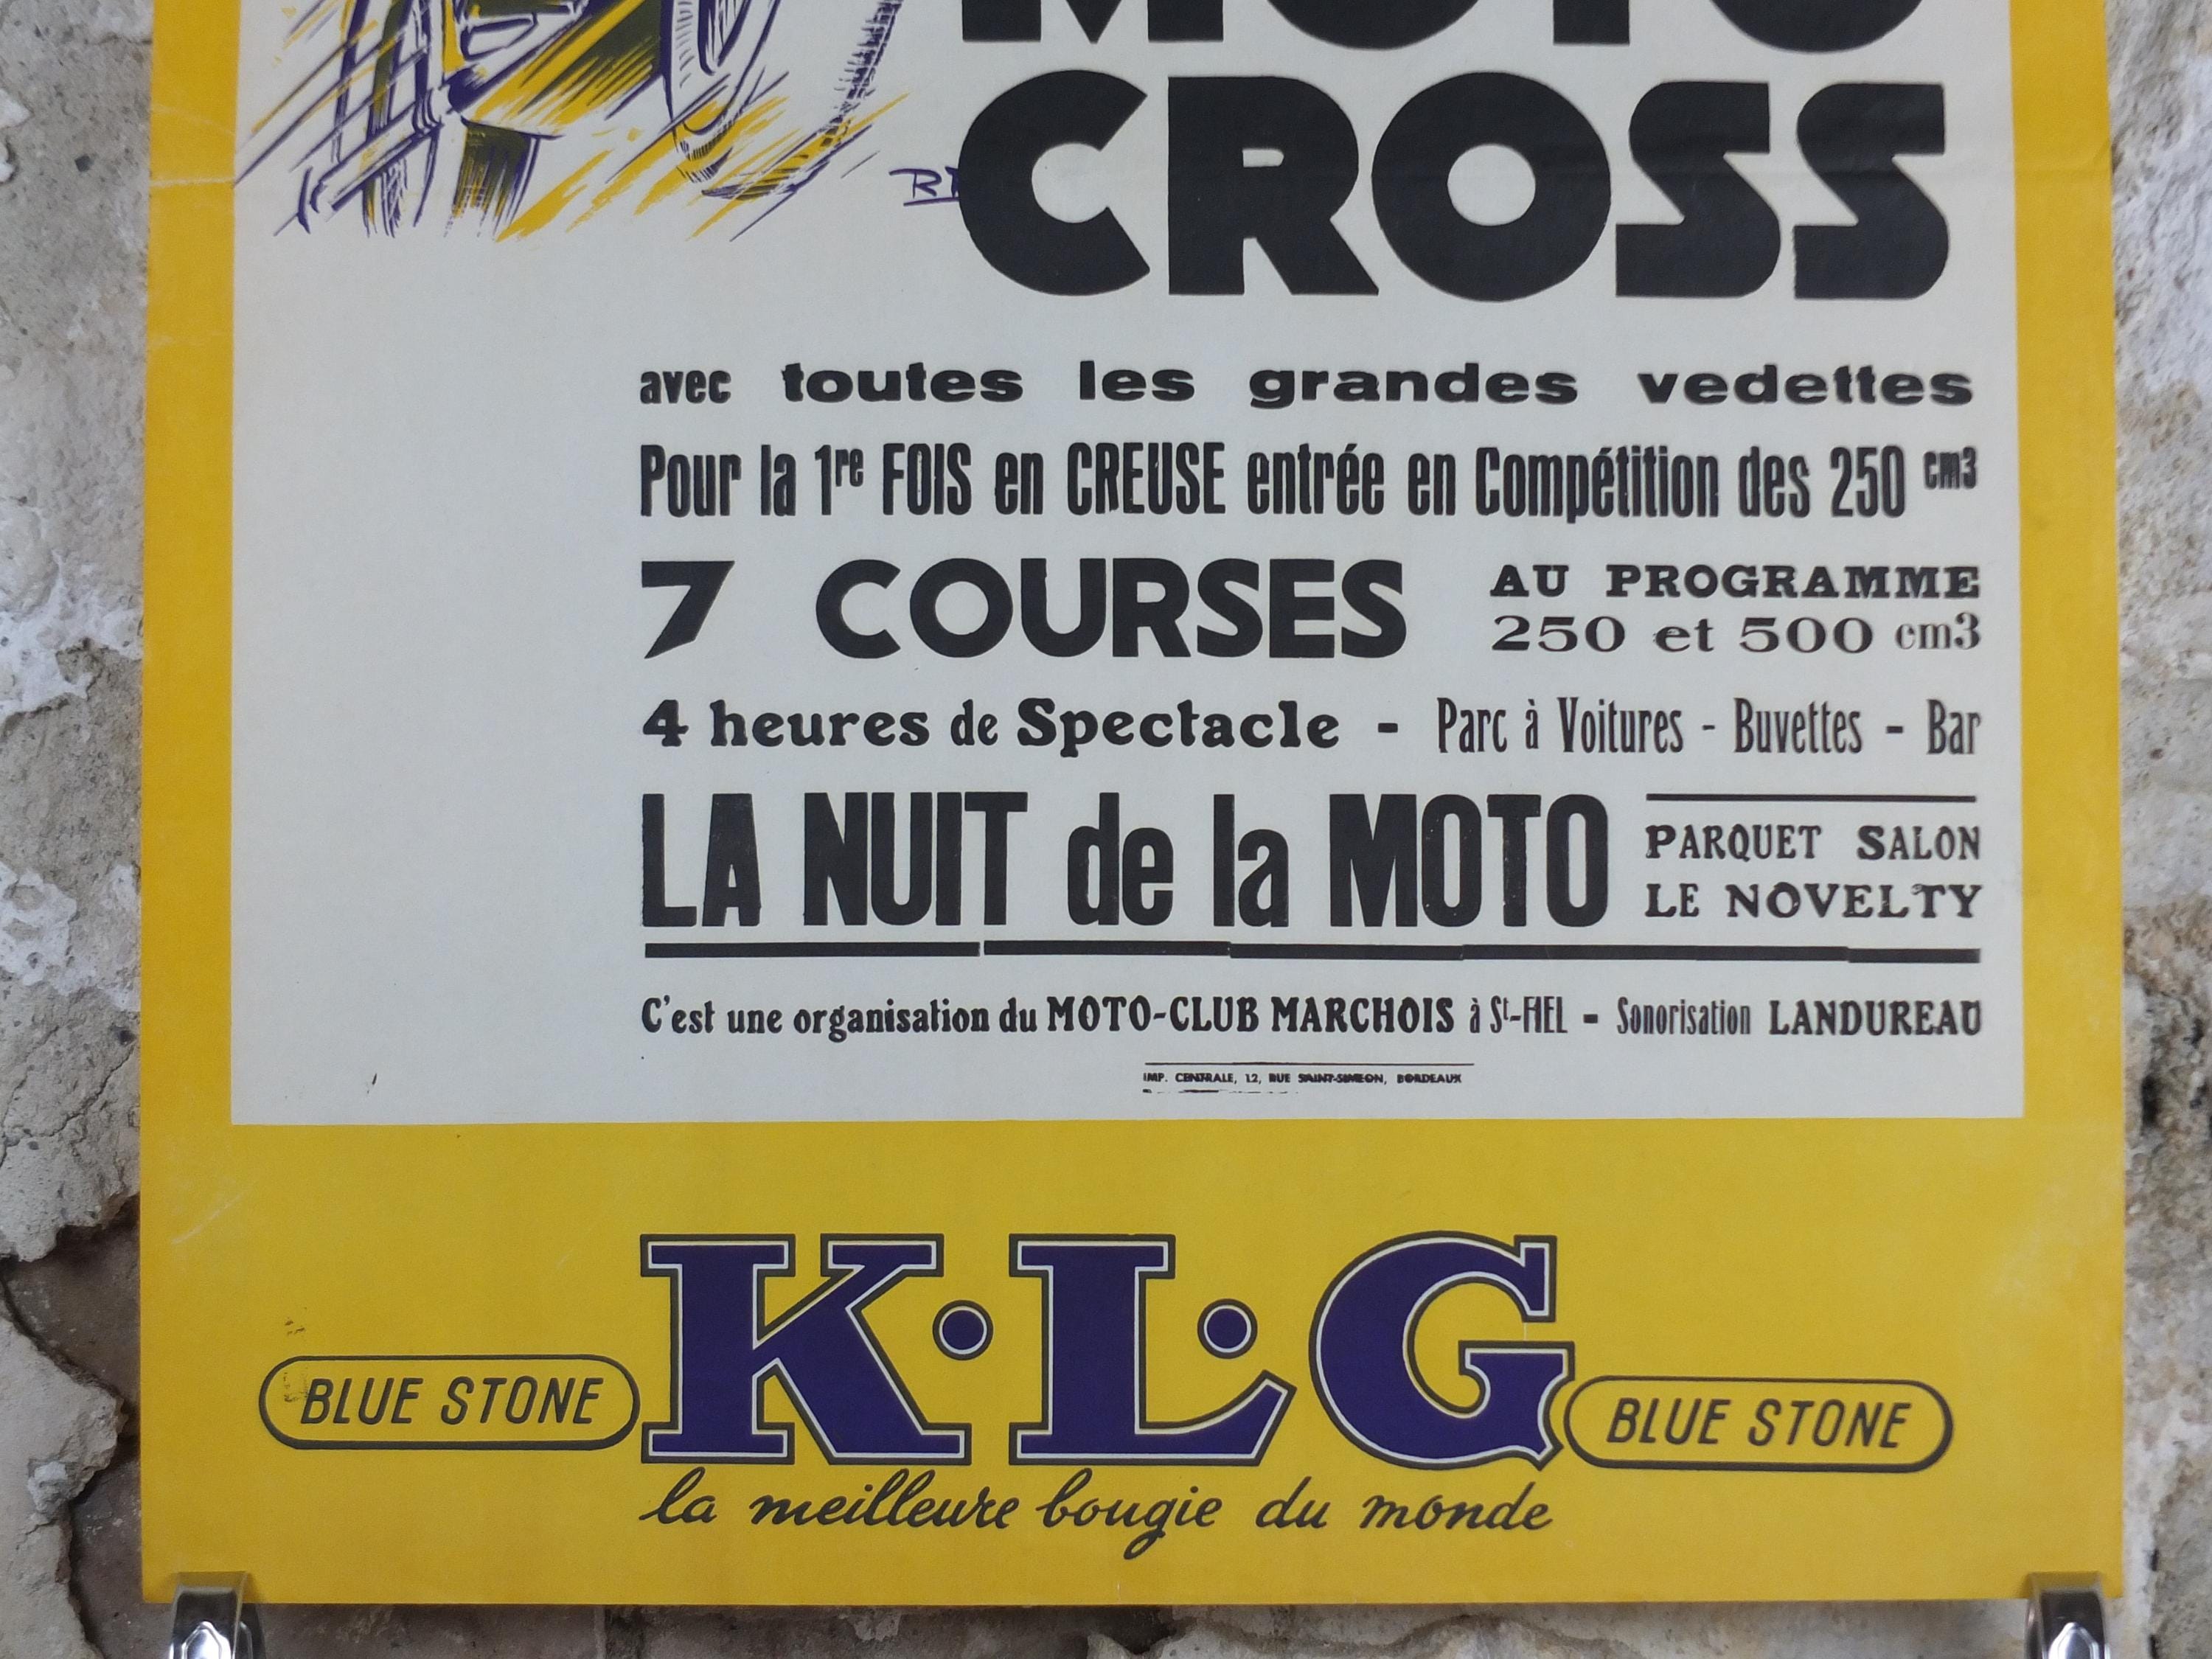 MOTO
CROSS
avec toutes les grandes vedettes
Pour la 1re FOIS en CREUSE entrée en Compétition des 250 cm3
7 COURSES AU PROGRAMME
250 et 500 cm3
4 heures de Spectacle - Parc à Voitures - Buvettes - Bar
LA NUIT de la MOTO PARQUET SALON
LE NOVELTY
C'est une organisation du MOTO-CLUB MARCHOIS à St-FIEL - Sonorisation LANDUREAU
IMP. CENTRALE, 12, RUE SAINT-SIMEON, BORDEAUX
BLUE STONE K·L·G BLUE STONE
la meilleure bougie du monde